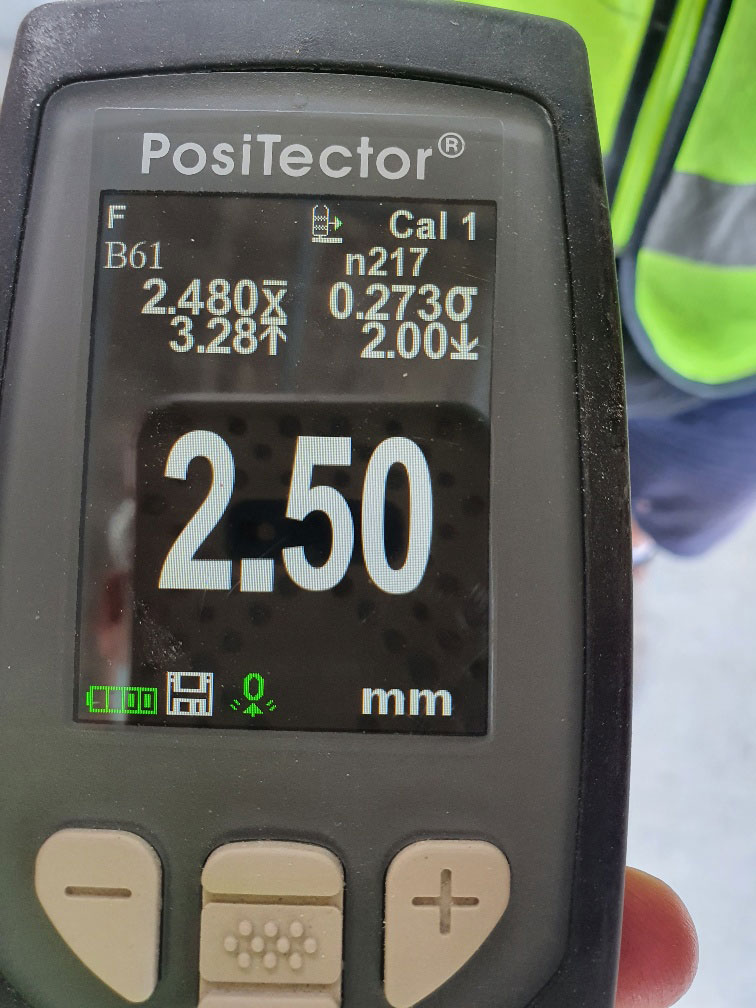 PosiTector®
F Cal 1
B61 n217
2.480x̅ 0.273σ
3.28↑ 2.00↓
2.50
mm